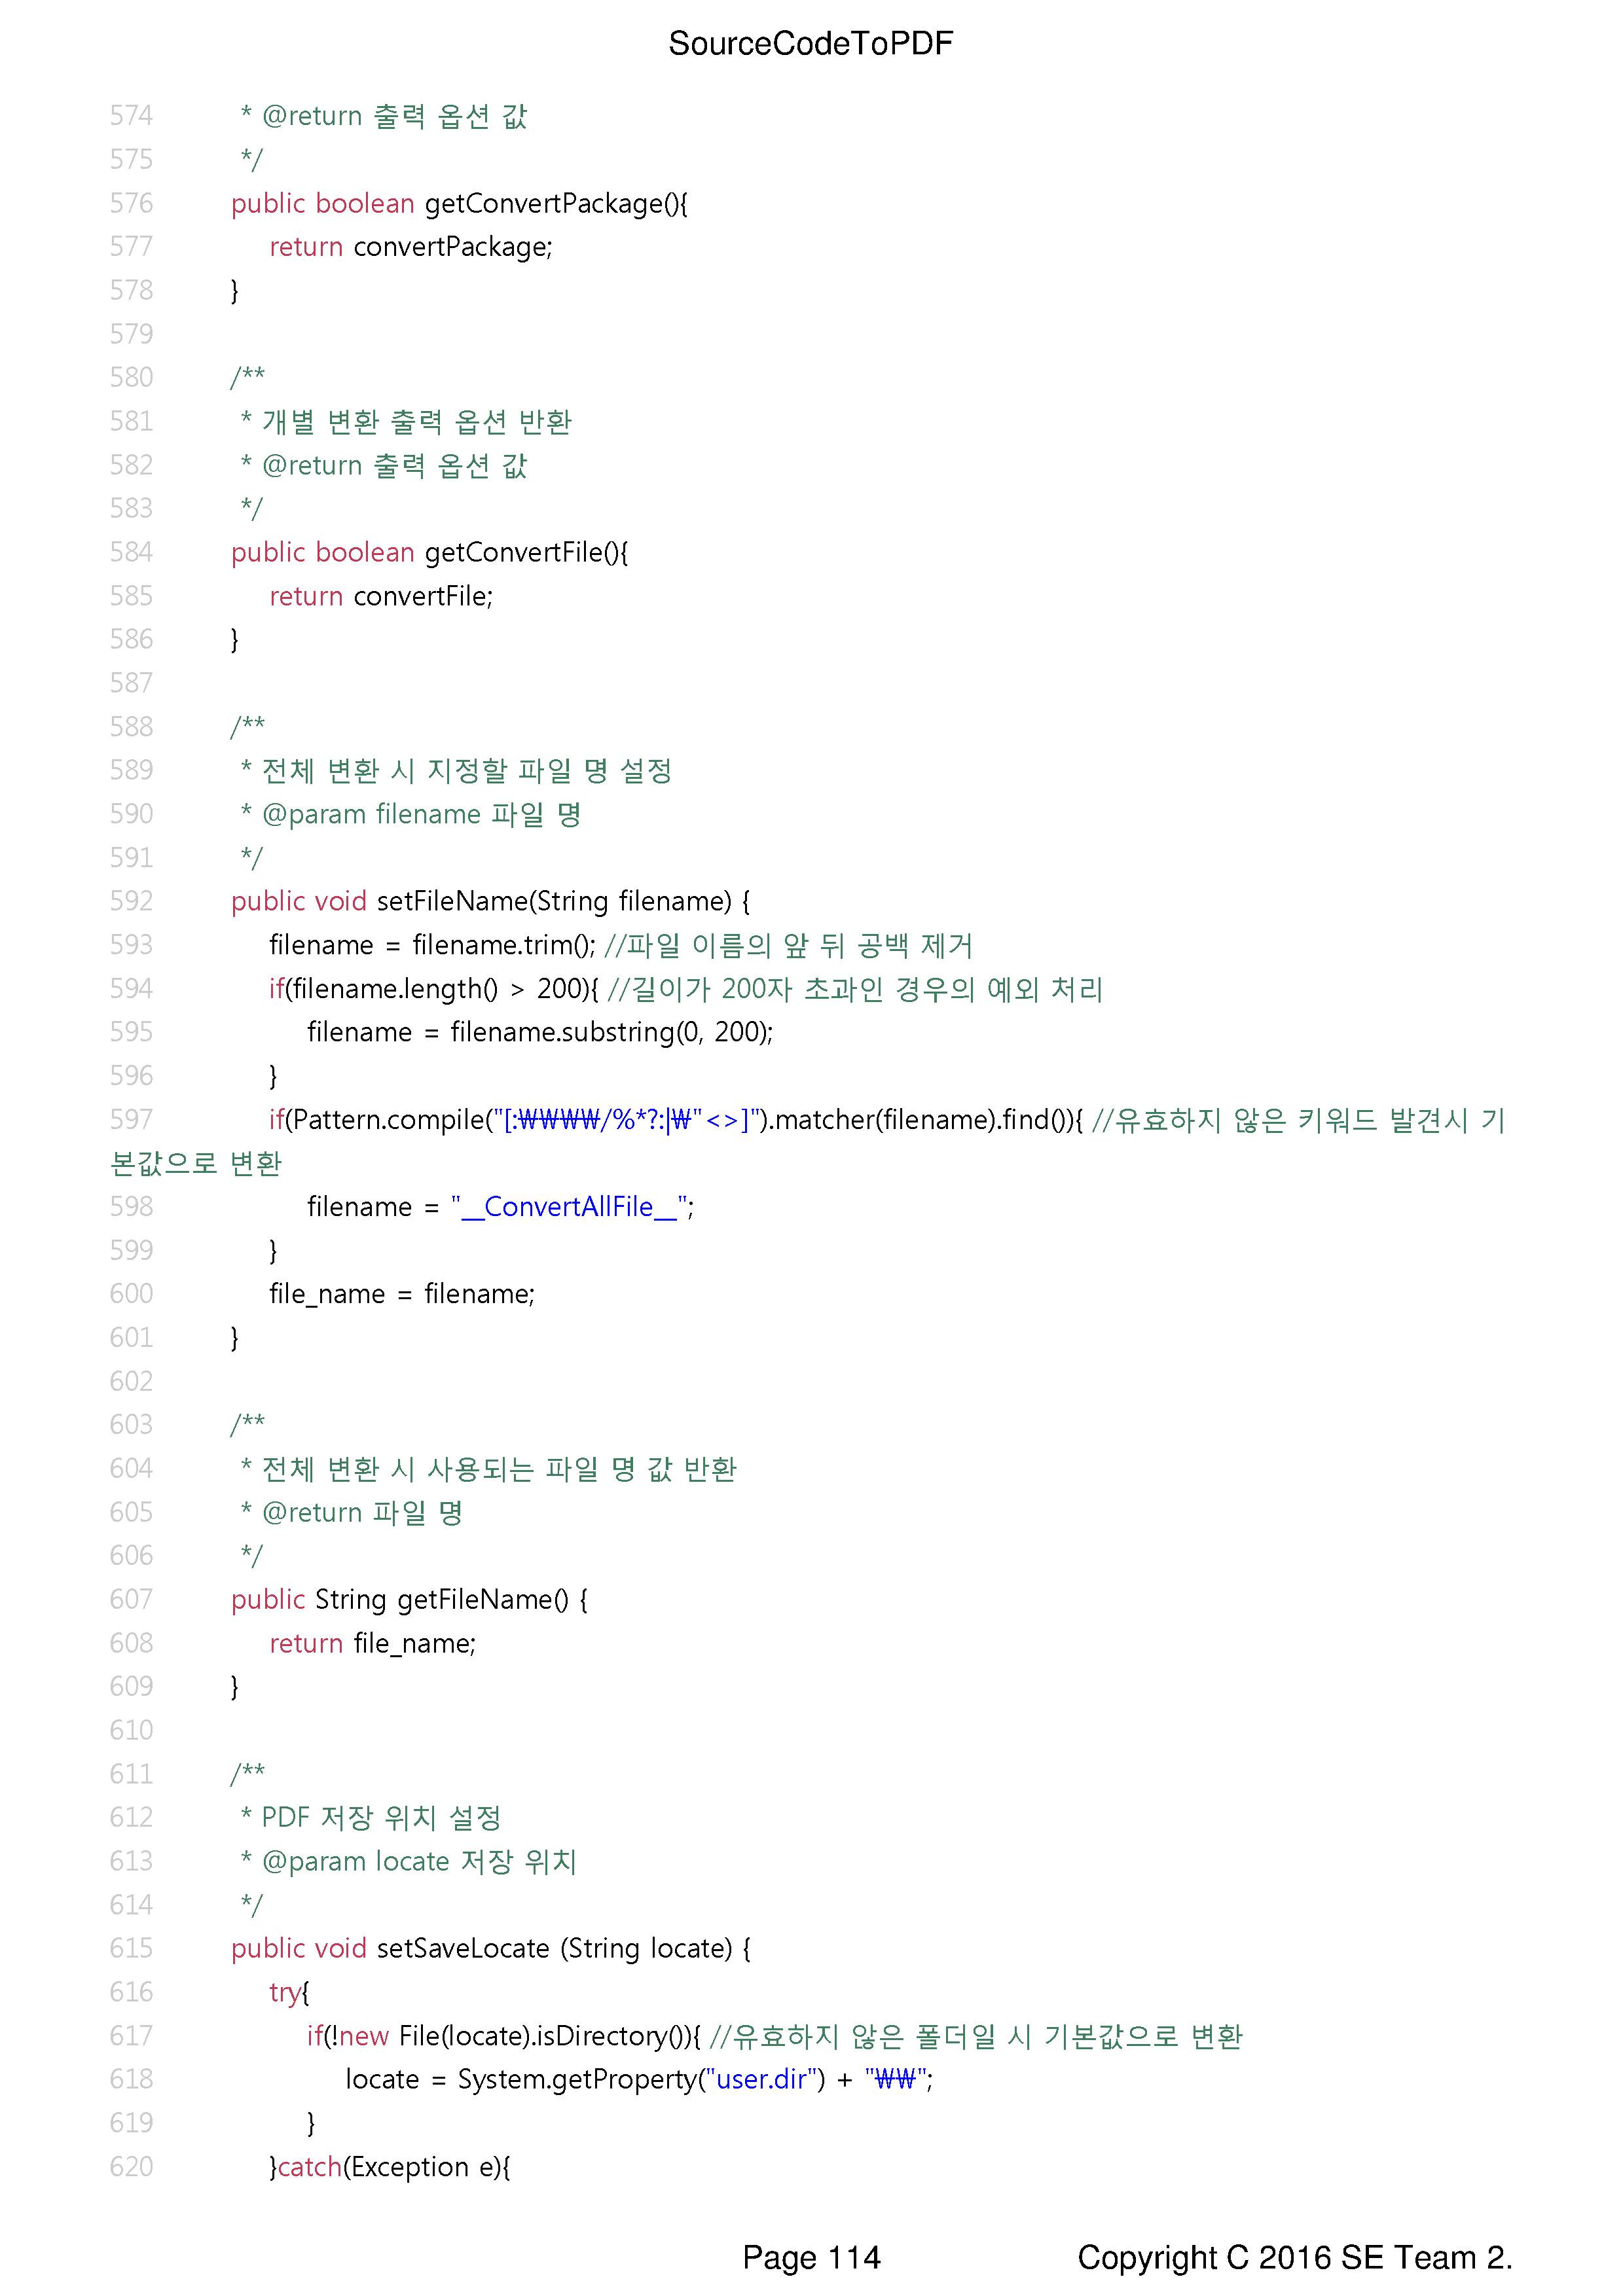 SourceCodeToPDF
574 * @return 출력 옵션 값
575 */
576 public boolean getConvertPackage(){
577 return convertPackage;
578 }
579
580 /**
581 * 개별 변환 출력 옵션 반환
582 * @return 출력 옵션 값
583 */
584 public boolean getConvertFile(){
585 return convertFile;
586 }
587
588 /**
589 * 전체 변환 시 지정할 파일 명 설정
590 * @param filename 파일 명
591 */
592 public void setFileName(String filename) {
593 filename = filename.trim(); //파일 이름의 앞 뒤 공백 제거
594 if(filename.length() > 200){ //길이가 200자 초과인 경우의 예외 처리
595 filename = filename.substring(0, 200);
596 }
597 if(Pattern.compile("[:₩₩₩₩/%*?:|₩"<>]").matcher(filename).find()){ //유효하지 않은 키워드 발견시 기
본값으로 변환
598 filename = "__ConvertAllFile__";
599 }
600 file_name = filename;
601 }
602
603 /**
604 * 전체 변환 시 사용되는 파일 명 값 반환
605 * @return 파일 명
606 */
607 public String getFileName() {
608 return file_name;
609 }
610
611 /**
612 * PDF 저장 위치 설정
613 * @param locate 저장 위치
614 */
615 public void setSaveLocate (String locate) {
616 try{
617 if(!new File(locate).isDirectory()){ //유효하지 않은 폴더일 시 기본값으로 변환
618 locate = System.getProperty("user.dir") + "₩₩";
619 }
620 }catch(Exception e){
Page 114 Copyright C 2016 SE Team 2.